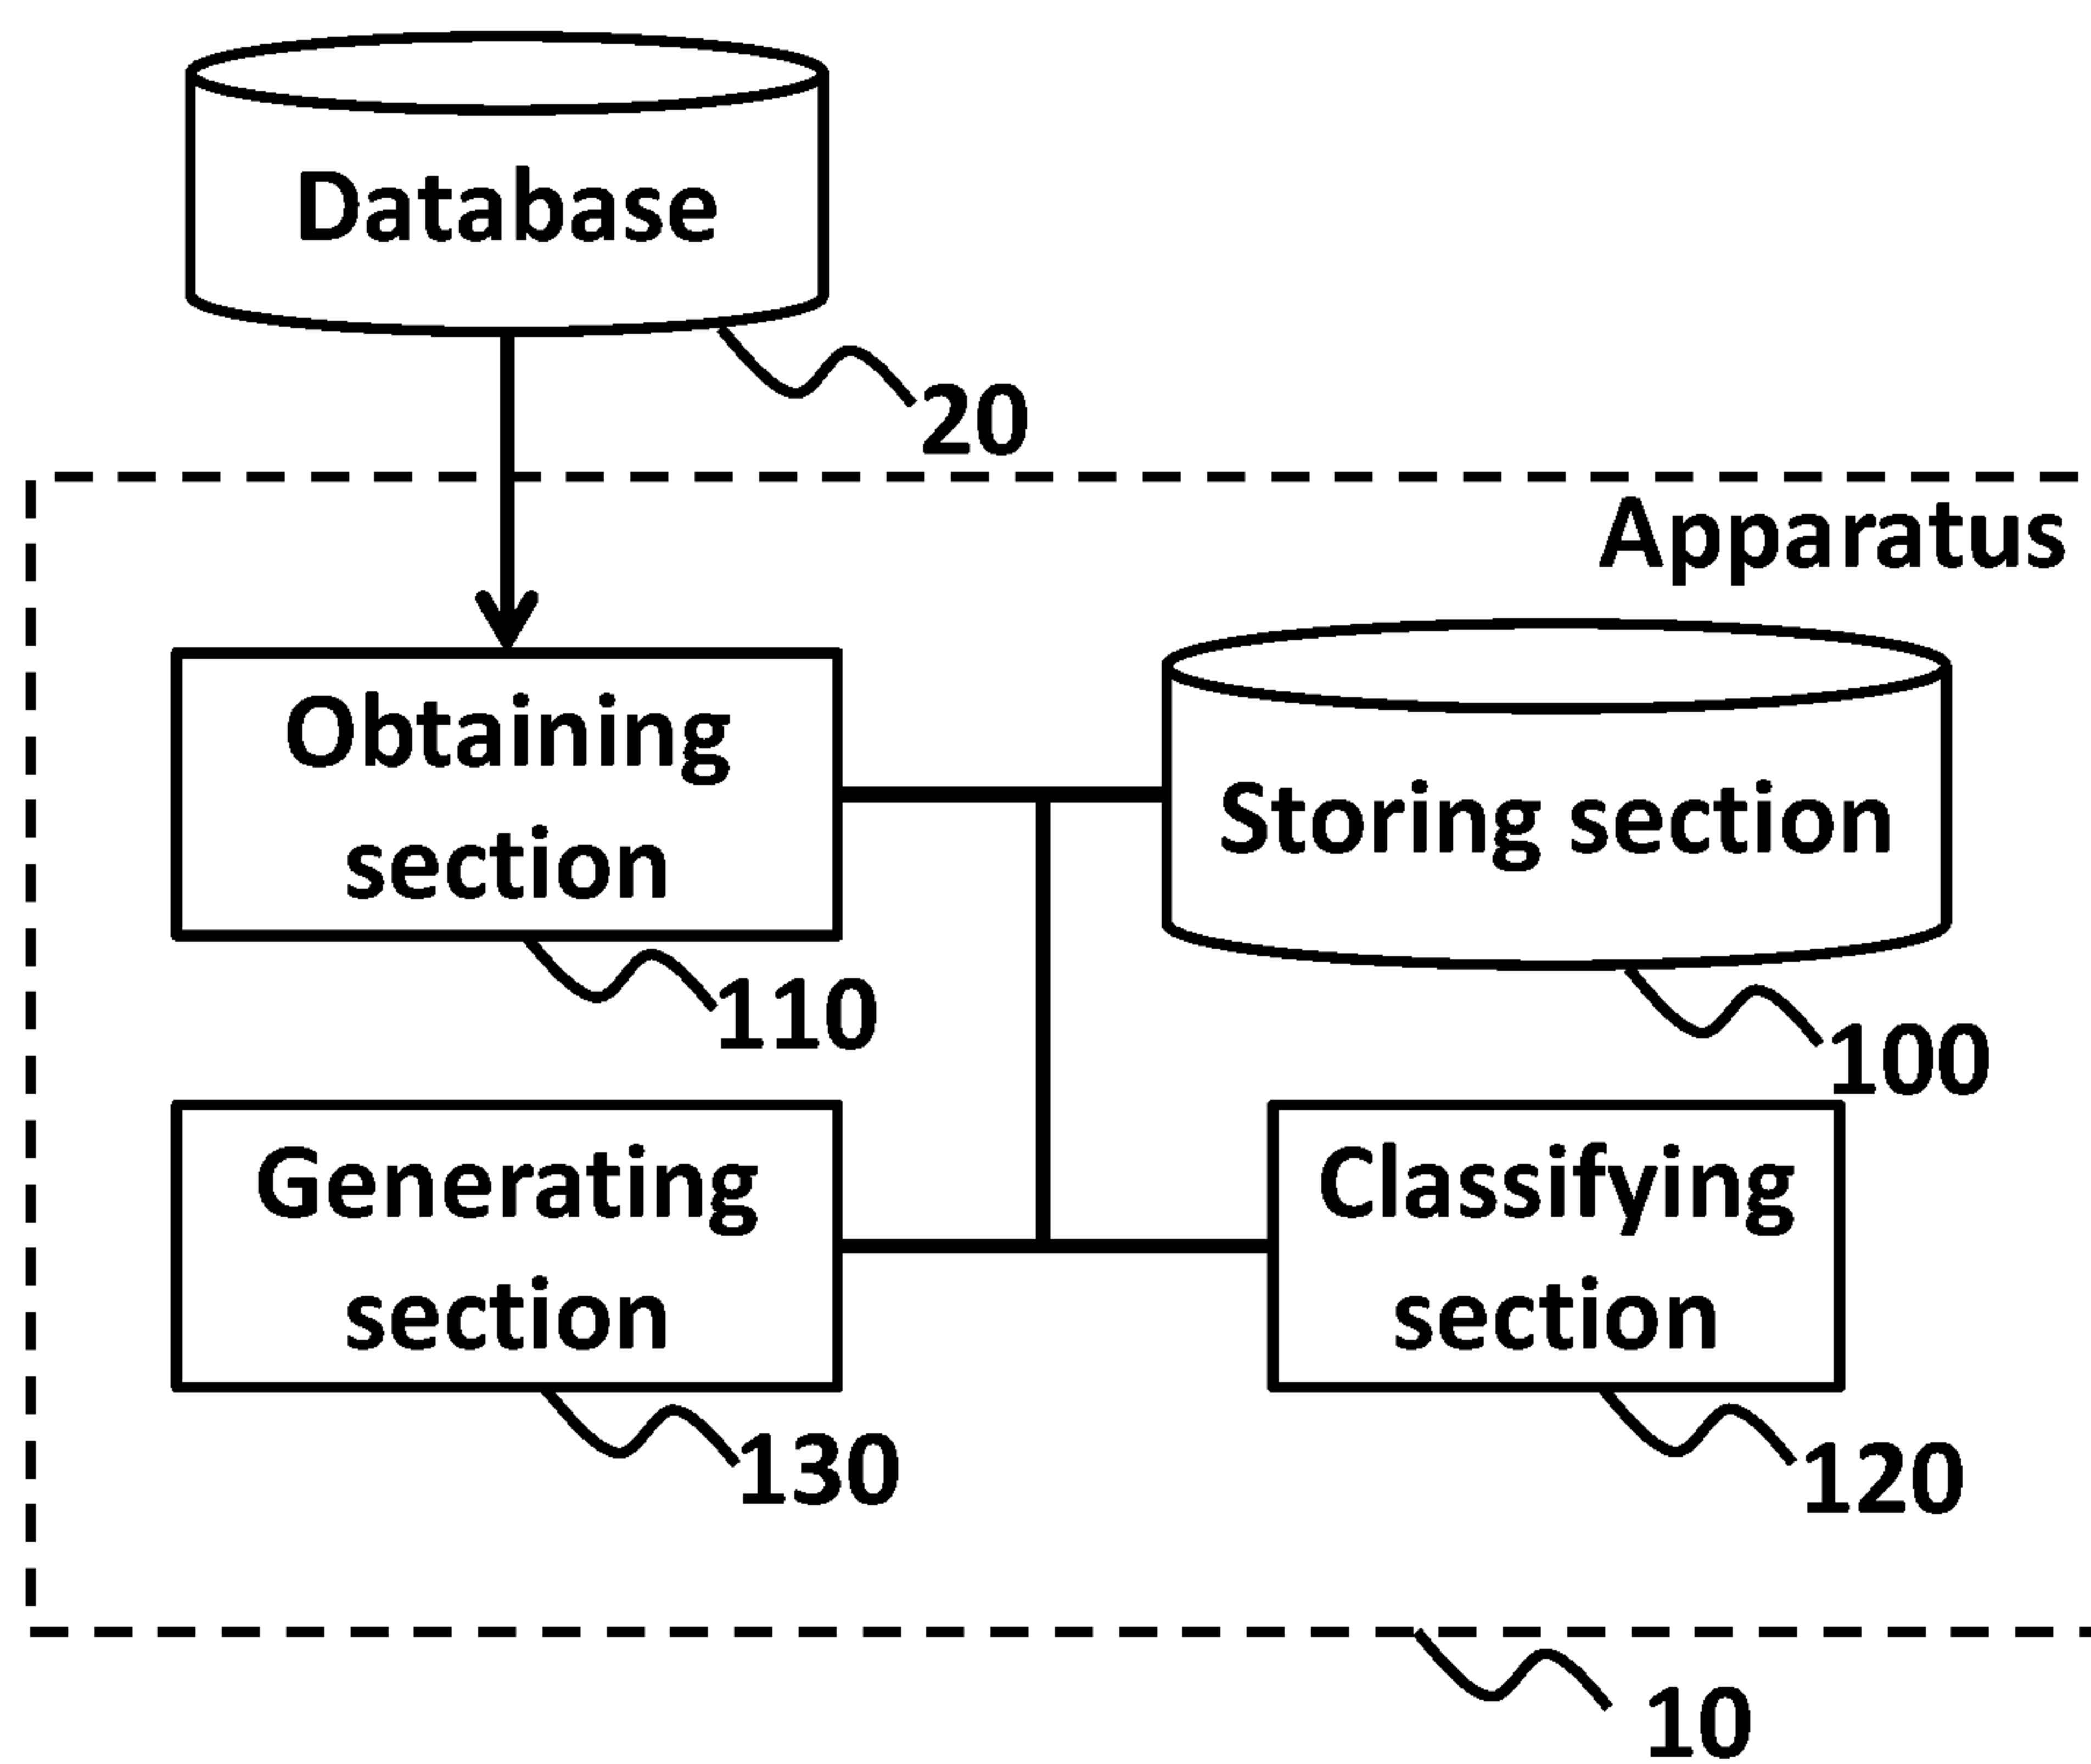 Database
20
Apparatus
Obtaining
section
Storing section
110
100
Generating
section
Classifying
section
130
120
10